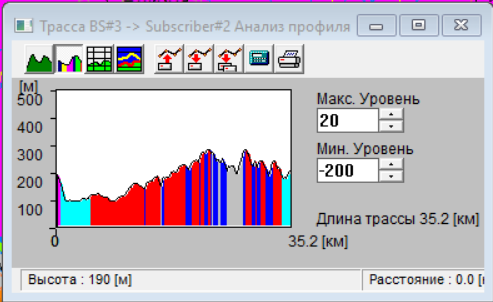 Трасса BS#3 -> Subscriber#2 Анализ профиля
[м]
500
400
300
200
100
0
35.2 [км]
Макс. Уровень
20
Мин. Уровень
-200
Длина трассы 35.2 [км]
Высота : 190 [м]
Расстояние : 0.0 [